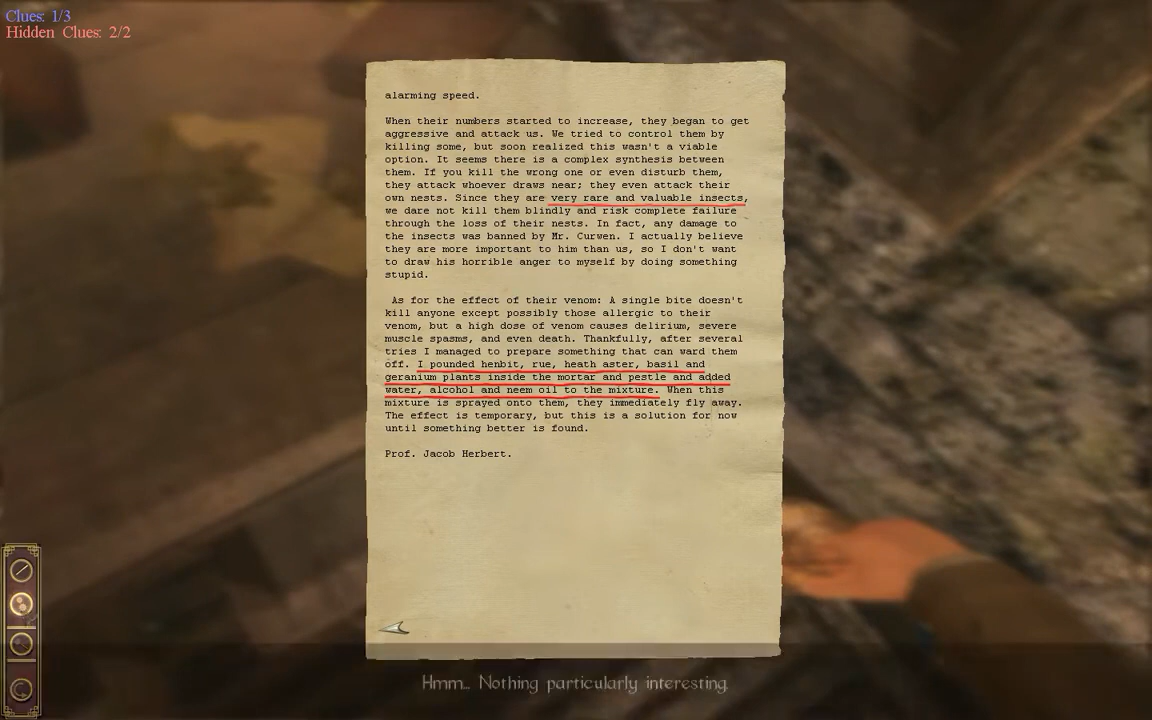 Clues: 1/3
Hidden Clues: 2/2
alarming speed.
When their numbers started to increase, they began to get
aggressive and attack us. We tried to control them by
killing some, but soon realized this wasn't a viable
option. It seems there is a complex synthesis between
them. If you kill the wrong one or even disturb them,
they attack whoever draws near; they even attack their
own nests. Since they are very rare and valuable insects,
we dare not kill them blindly and risk complete failure
through the loss of their nests. In fact, any damage to
the insects was banned by Mr. Curwen. I actually believe
they are more important to him than us, so I don't want
to draw his horrible anger to myself by doing something
stupid.
As for the effect of their venom: A single bite doesn't
kill anyone except possibly those allergic to their
venom, but a high dose of venom causes delirium, severe
muscle spasms, and even death. Thankfully, after several
tries I managed to prepare something that can ward them
off. I pounded henbit, rue, heath aster, basil and
geranium plants inside the mortar and pestle and added
water, alcohol and neem oil to the mixture. When this
mixture is sprayed onto them, they immediately fly away.
The effect is temporary, but this is a solution for now
until something better is found.
Prof. Jacob Herbert.
Hmm... Nothing particularly interesting.